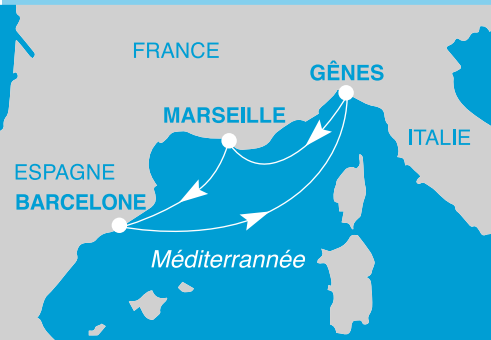 FRANCE
GÊNES
MARSEILLE
ITALIE
ESPAGNE
BARCELONE
Méditerrannée